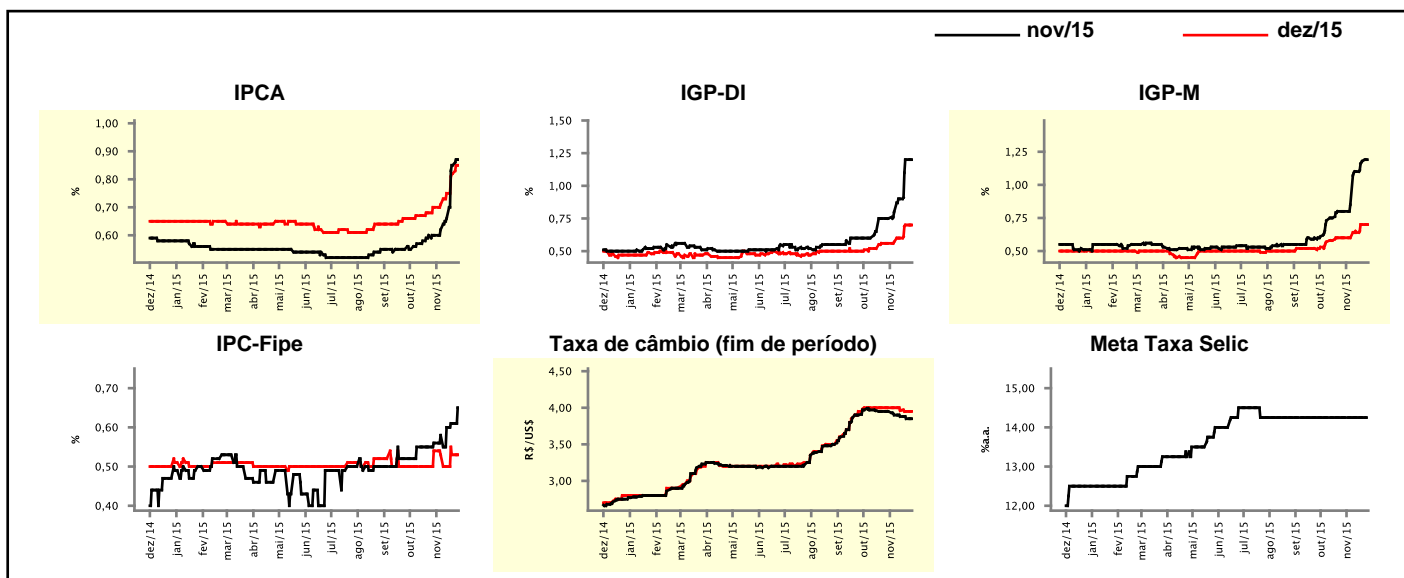 nov/15 dez/15
IPCA
1,00
0,90
0,80
0,70
0,60
%
dez/14 jan/15 fev/15 mar/15 abr/15 mai/15 jun/15 jul/15 ago/15 set/15 out/15 nov/15
IGP-DI
1,50
1,25
1,00
0,75
0,50
%
dez/14 jan/15 fev/15 mar/15 abr/15 mai/15 jun/15 jul/15 ago/15 set/15 out/15 nov/15
IGP-M
1,25
1,00
0,75
0,50
%
dez/14 jan/15 fev/15 mar/15 abr/15 mai/15 jun/15 jul/15 ago/15 set/15 out/15 nov/15
IPC-Fipe
0,70
0,60
0,50
0,40
%
dez/14 jan/15 fev/15 mar/15 abr/15 mai/15 jun/15 jul/15 ago/15 set/15 out/15 nov/15
Taxa de câmbio (fim de período)
4,50
4,00
3,50
3,00
R$/US$
dez/14 jan/15 fev/15 mar/15 abr/15 mai/15 jun/15 jul/15 ago/15 set/15 out/15 nov/15
Meta Taxa Selic
15,00
14,00
13,00
12,00
%a.a.
dez/14 jan/15 fev/15 mar/15 abr/15 mai/15 jun/15 jul/15 ago/15 set/15 out/15 nov/15